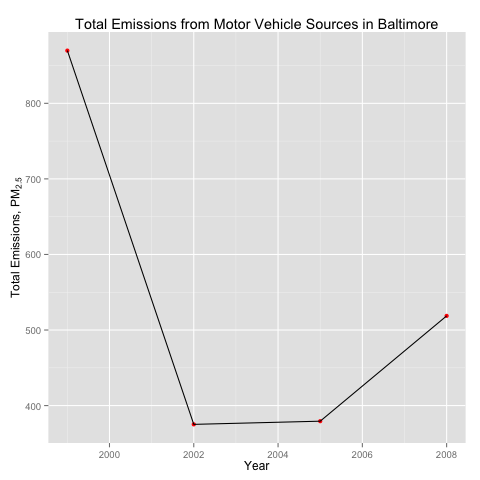 Total Emissions from Motor Vehicle Sources in Baltimore
Total Emissions, PM2.5
800
700
600
500
400
2000 2002 2004 2006 2008
Year